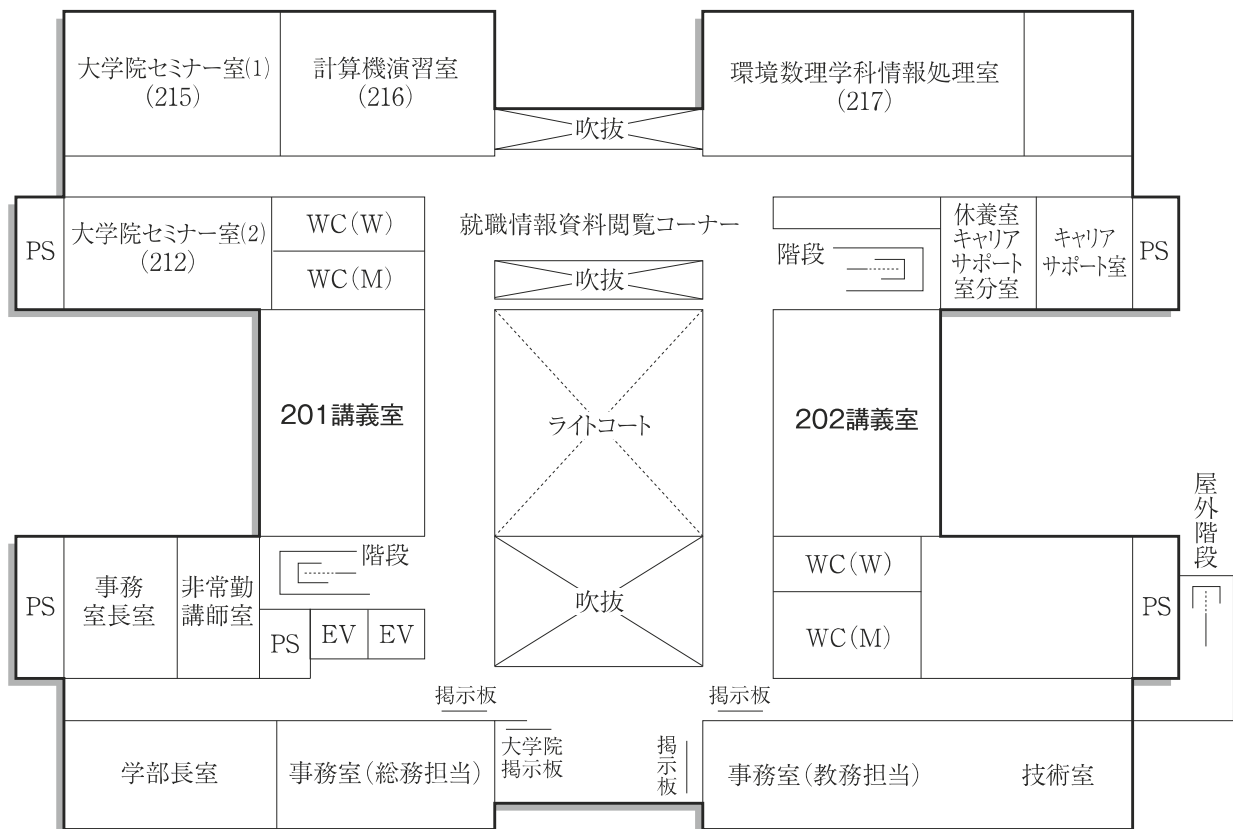 大学院セミナー室(1)
(215)
計算機演習室
(216)
吹抜
環境数理学科情報処理室
(217)
PS
大学院セミナー室(2)
(212)
WC(W)
WC(M)
就職情報資料閲覧コーナー
吹抜
階段
休養室
キャリア
サポート
室分室
キャリア
サポート室
PS
201講義室
ライトコート
202講義室
屋外階段
PS
事務
室長室
非常勤
講師室
階段
PS
EV
EV
吹抜
WC(W)
WC(M)
PS
掲示板
掲示板
学部長室
事務室(総務担当)
大学院
掲示板
掲示板
事務室(教務担当)
技術室